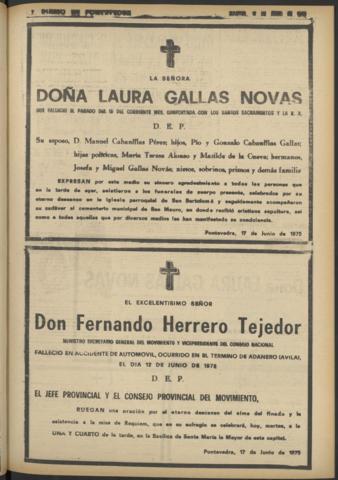 DIARIO DE PONTEVEDRA
LA SEÑORA
DOÑA LAURA GALLAS NOVAS
QUE FALLECIO EL PASADO DIA 15 DEL CORRIENTE MES, CONFORTADA CON LOS SANTOS SACRAMENTOS Y LA B. A.
D. E. P.
Su esposo, D. Manuel Cabanillas Pérez; hijos, Pío y Gonzalo Cabanillas Gallas;
hijos políticos, María Teresa Alonso y Matilde de la Cueva; hermanos,
Josefa y Miguel Gallas Novás; nietos, sobrinos, primos y demás familia
EXPRESAN por este medio su sincero agradecimiento a todas las personas que
en la tarde de ayer, asistieron a los funerales de cuerpo presente, celebrados por su
eterno descanso en la iglesia parroquial de San Bartolomé y seguidamente acompañaron
su cadáver al cementerio municipal de San Mauro, en donde recibió cristiana sepultura, así
como a todas aquellas que por diversos medios les han manifestado su condolencia.
Pontevedra, 17 de Junio de 1975
EL EXCELENTISIMO SEÑOR
Don Fernando Herrero Tejedor
MINISTRO SECRETARIO GENERAL DEL MOVIMIENTO Y VICEPRESIDENTE DEL CONSEJO NACIONAL
FALLECIO EN ACCIDENTE DE AUTOMOVIL, OCURRIDO EN EL TERMINO DE ADANERO (AVILA),
EL DIA 12 DE JUNIO DE 1975
D. E. P.
EL JEFE PROVINCIAL Y EL CONSEJO PROVINCIAL DEL MOVIMIENTO,
RUEGAN una oración por el eterno descanso del alma del finado y la
asistencia a la misa de Requiem, que en su sufragio se celebrará, hoy, martes, a la
UNA Y CUARTO de la tarde, en la Basílica de Santa María la Mayor de esta capital.
Pontevedra, 17 de Junio de 1975